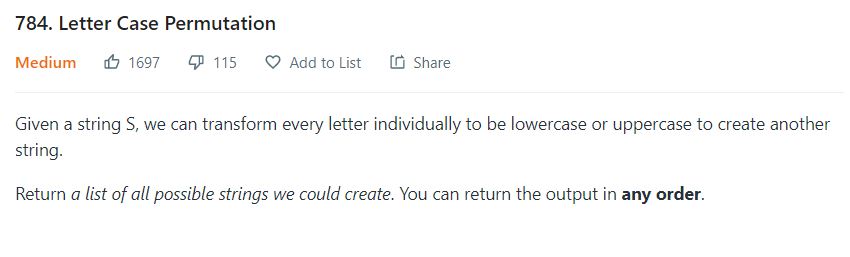 784. Letter Case Permutation
Medium 1697 115 Add to List Share
Given a string S, we can transform every letter individually to be lowercase or uppercase to create another
string.
Return a list of all possible strings we could create. You can return the output in any order.